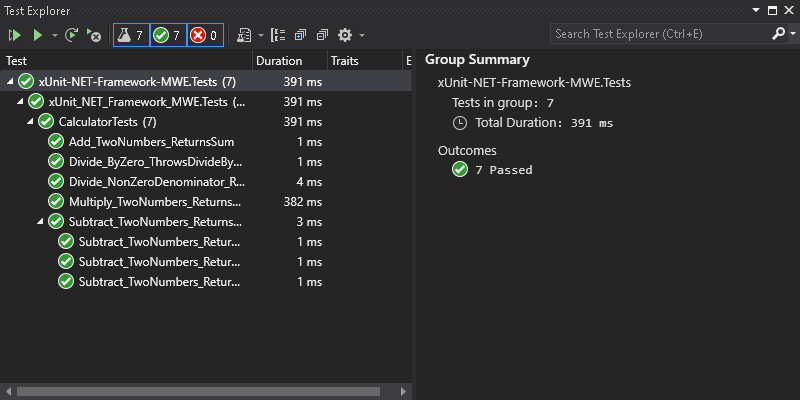 Test Explorer
7 7 0 Search Test Explorer (Ctrl+E)
Test Duration Traits E
xUnit-NET-Framework-MWE.Tests (7) 391 ms
xUnit_NET_Framework_MWE.Tests (... 391 ms
CalculatorTests (7) 391 ms
Add_TwoNumbers_ReturnsSum 1 ms
Divide_ByZero_ThrowsDivideBy... 1 ms
Divide_NonZeroDenominator_R... 4 ms
Multiply_TwoNumbers_Returns... 382 ms
Subtract_TwoNumbers_Returns... 3 ms
Subtract_TwoNumbers_Retur... 1 ms
Subtract_TwoNumbers_Retur... 1 ms
Subtract_TwoNumbers_Retur... 1 ms
Group Summary
xUnit-NET-Framework-MWE.Tests
Tests in group: 7
Total Duration: 391 ms
Outcomes
7 Passed